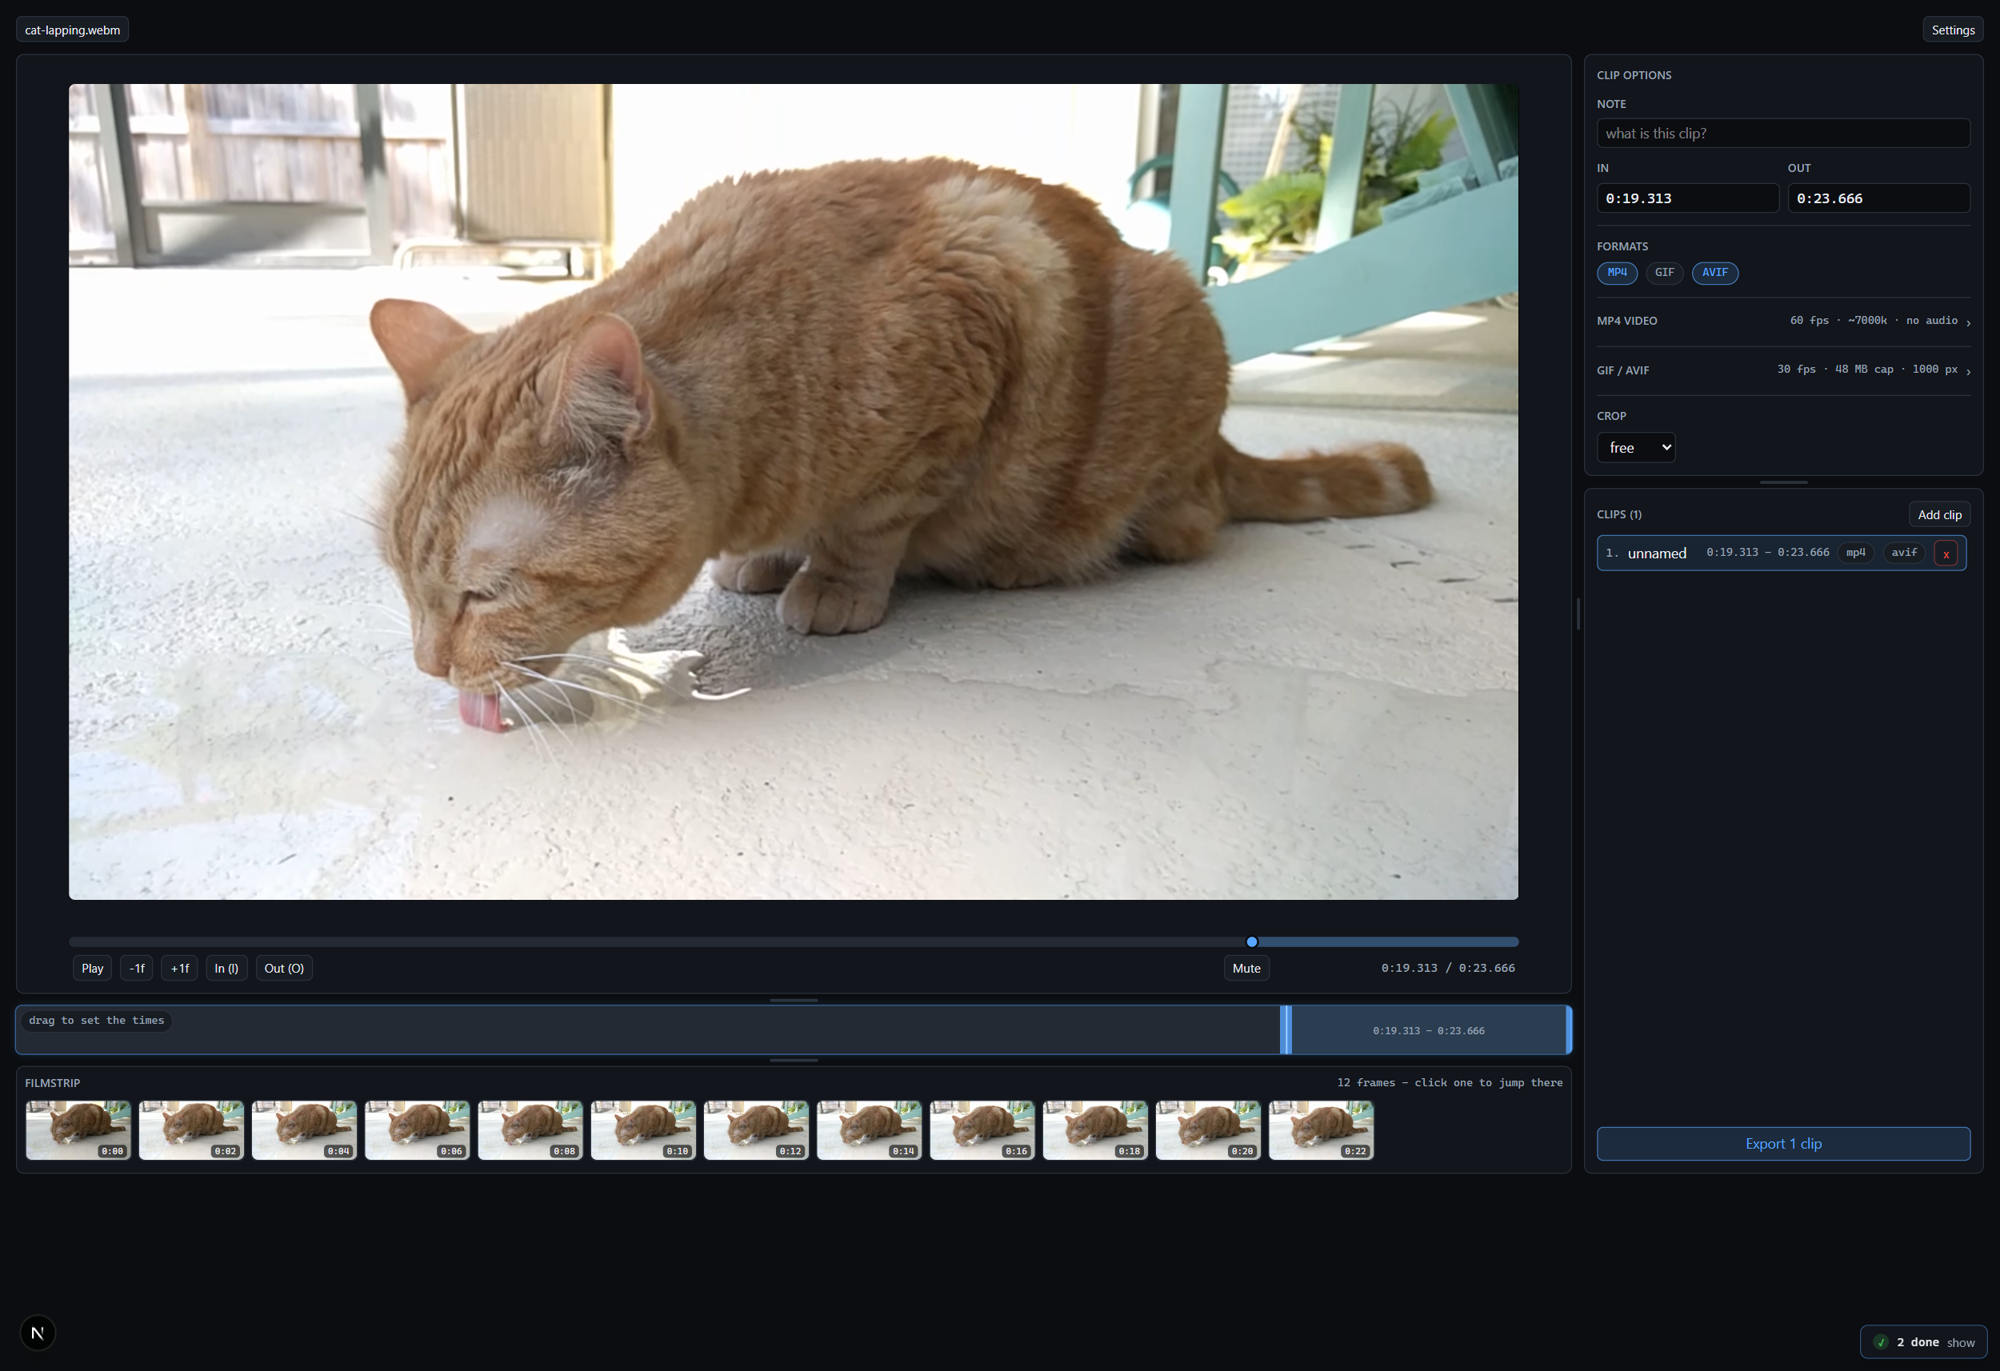 cat-lapping.webm
Settings
CLIP OPTIONS
NOTE
what is this clip?
IN OUT
0:19.313 0:23.666
FORMATS
MP4 GIF AVIF
MP4 VIDEO 60 fps · ~7000k · no audio ›
GIF / AVIF 30 fps · 48 MB cap · 1000 px ›
CROP
free
CLIPS (1) Add clip
1. unnamed 0:19.313 – 0:23.666 mp4 avif x
Export 1 clip
Play -1f +1f In (I) Out (O) Mute 0:19.313 / 0:23.666
drag to set the times 0:19.313 – 0:23.666
FILMSTRIP 12 frames – click one to jump there
0:00 0:02 0:04 0:06 0:08 0:10 0:12 0:14 0:16 0:18 0:20 0:22
N
✓ 2 done show